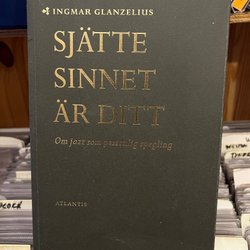 INGMAR GLANZELIUS
SJÄTTE
SINNET
ÄR DITT
Om jazz som personlig spegling
ATLANTIS